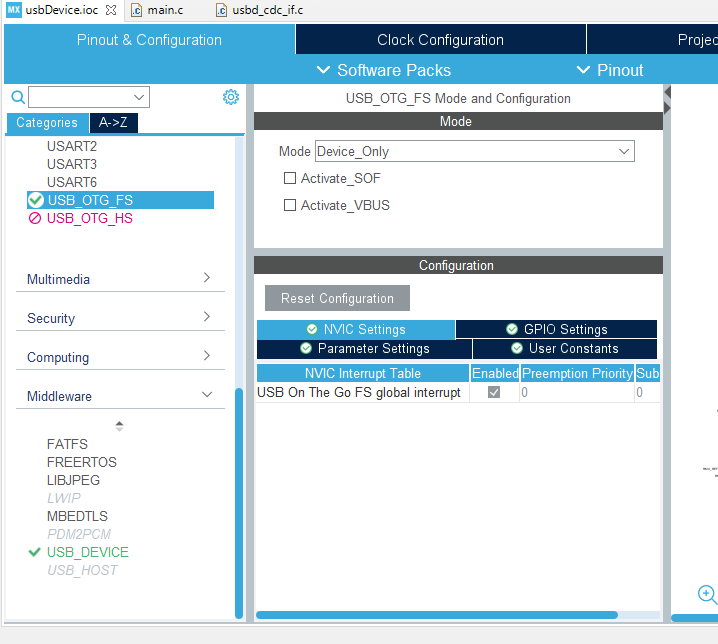 MX usbDevice.ioc main.c usbd_cdc_if.c
Pinout & Configuration Clock Configuration Projec
Software Packs Pinout
Categories A->Z
USART2
USART3
USART6
USB_OTG_FS
USB_OTG_HS
Multimedia
Security
Computing
Middleware
FATFS
FREERTOS
LIBJPEG
LWIP
MBEDTLS
PDM2PCM
USB_DEVICE
USB_HOST
USB_OTG_FS Mode and Configuration
Mode
Mode Device_Only
Activate_SOF
Activate_VBUS
Configuration
Reset Configuration
NVIC Settings GPIO Settings
Parameter Settings User Constants
NVIC Interrupt Table Enabled Preemption Priority Sub
USB On The Go FS global interrupt 0 0